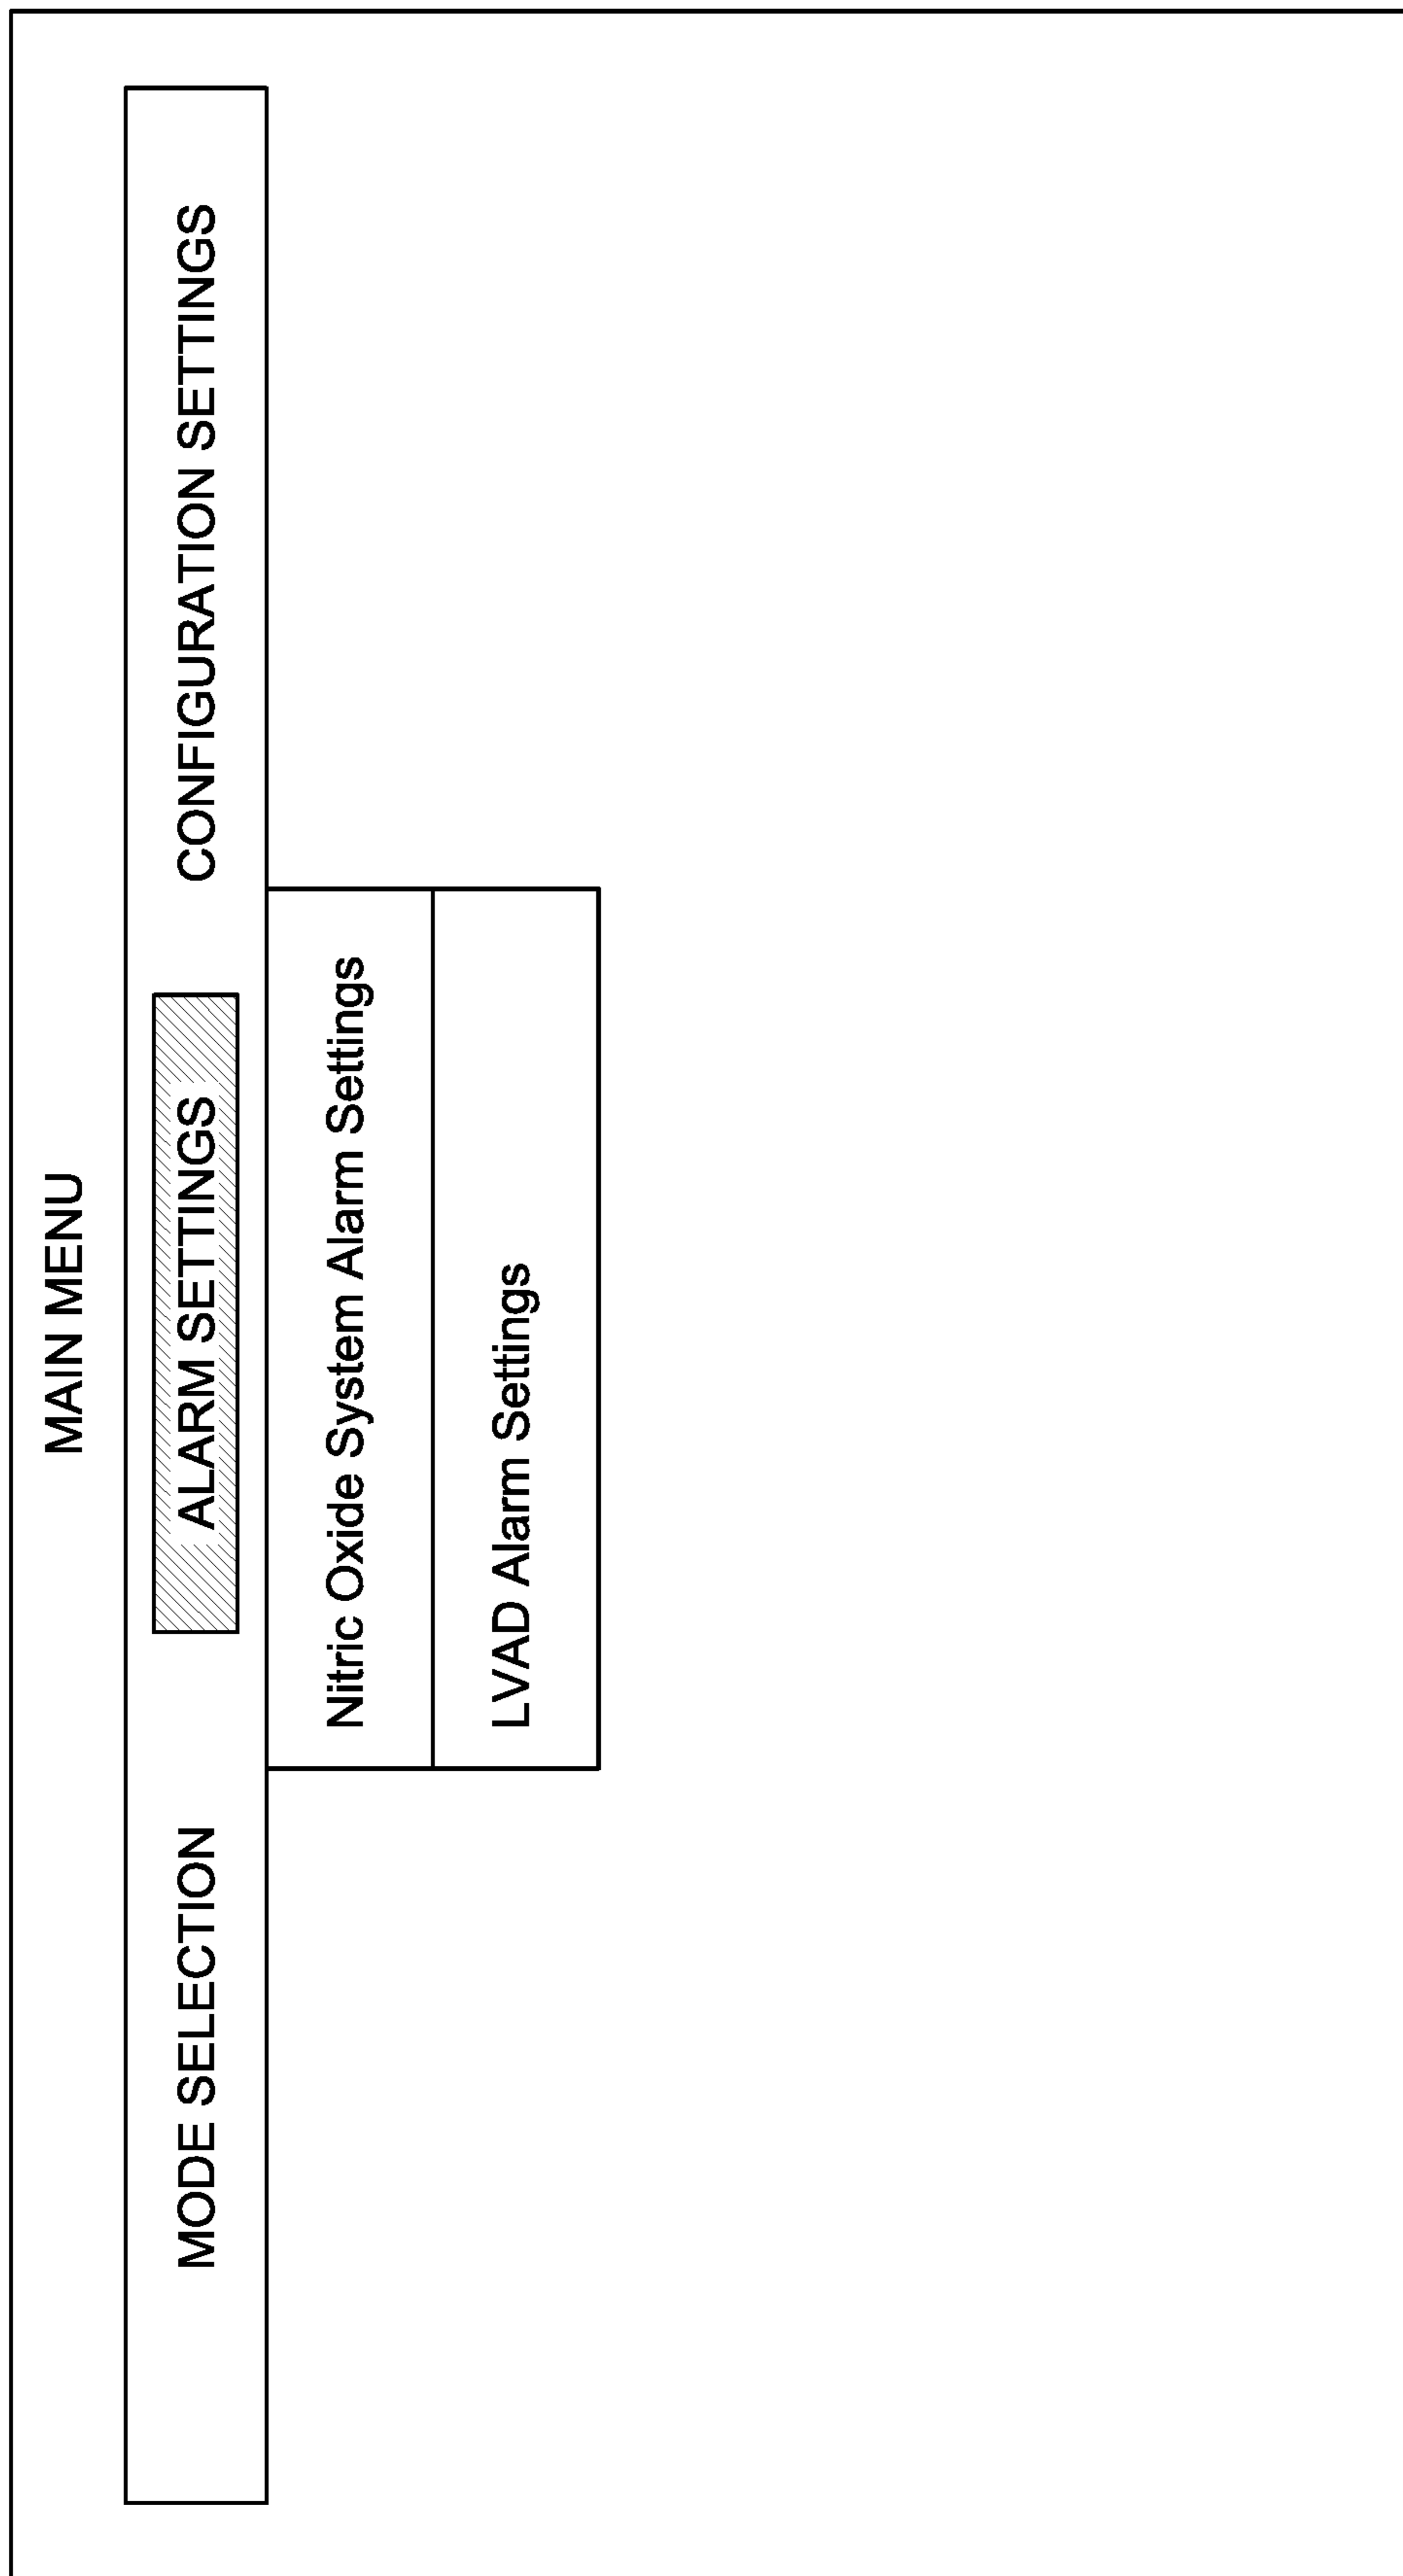 MAIN MENU
MODE SELECTION ALARM SETTINGS CONFIGURATION SETTINGS
Nitric Oxide System Alarm Settings
LVAD Alarm Settings